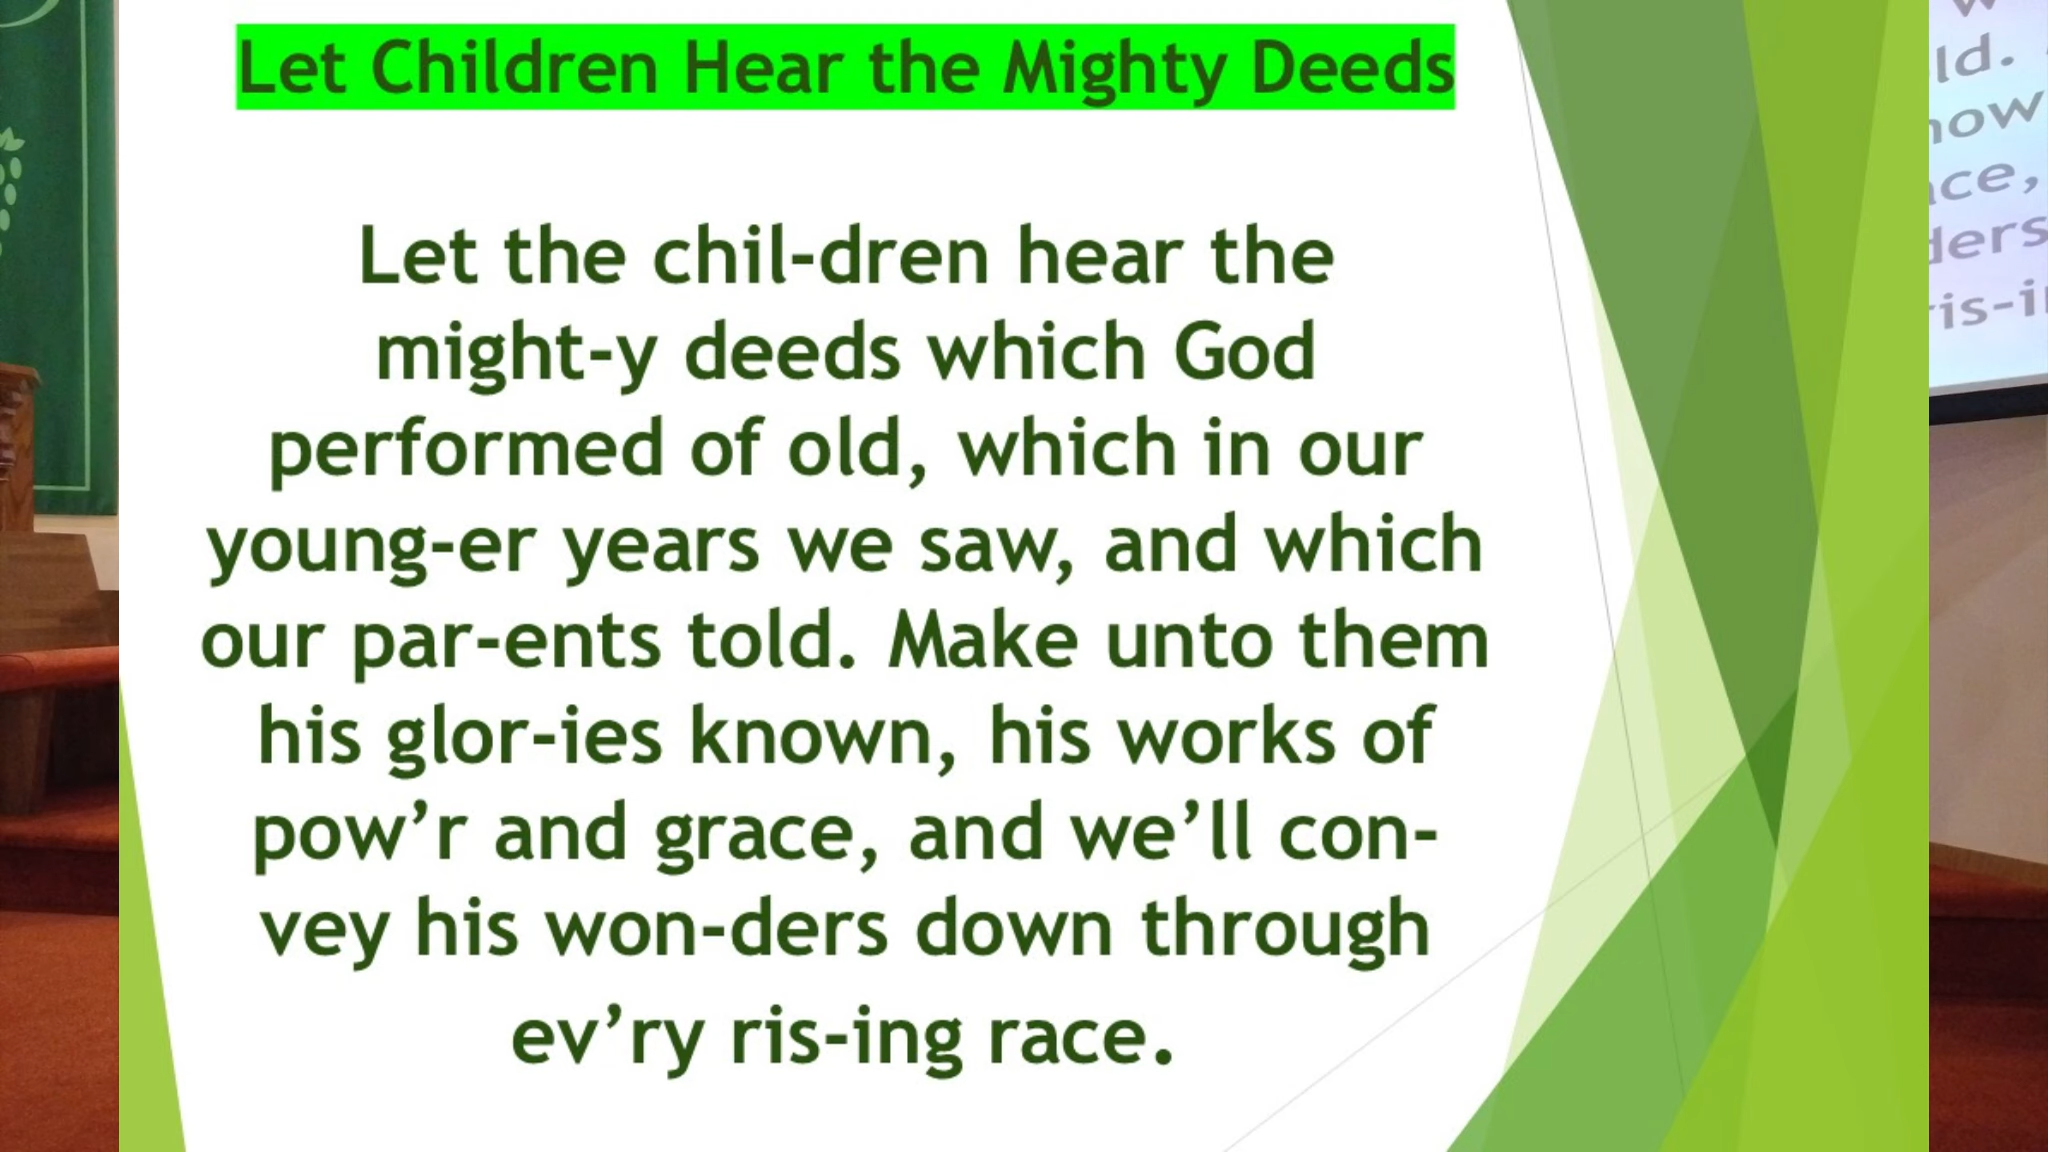 Let Children Hear the Mighty Deeds
Let the chil-dren hear the
might-y deeds which God
performed of old, which in our
young-er years we saw, and which
our par-ents told. Make unto them
his glor-ies known, his works of
pow’r and grace, and we’ll con-
vey his won-ders down through
ev’ry ris-ing race.